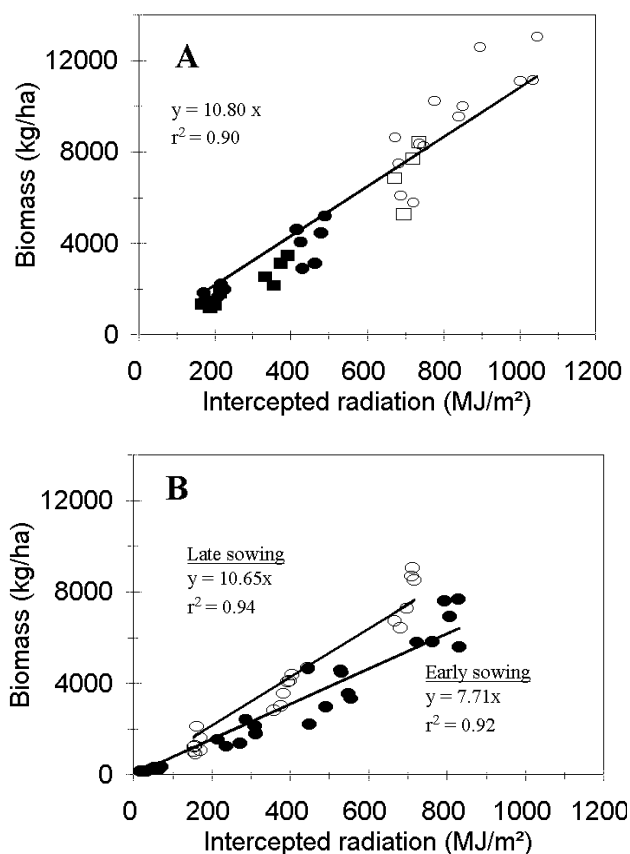 A
y = 10.80 x
r² = 0.90
Biomass (kg/ha)
12000
8000
4000
0
0 200 400 600 800 1000 1200
Intercepted radiation (MJ/m²)
B
Late sowing
y = 10.65x
r² = 0.94
Early sowing
y = 7.71x
r² = 0.92
Biomass (kg/ha)
12000
8000
4000
0
0 200 400 600 800 1000 1200
Intercepted radiation (MJ/m²)